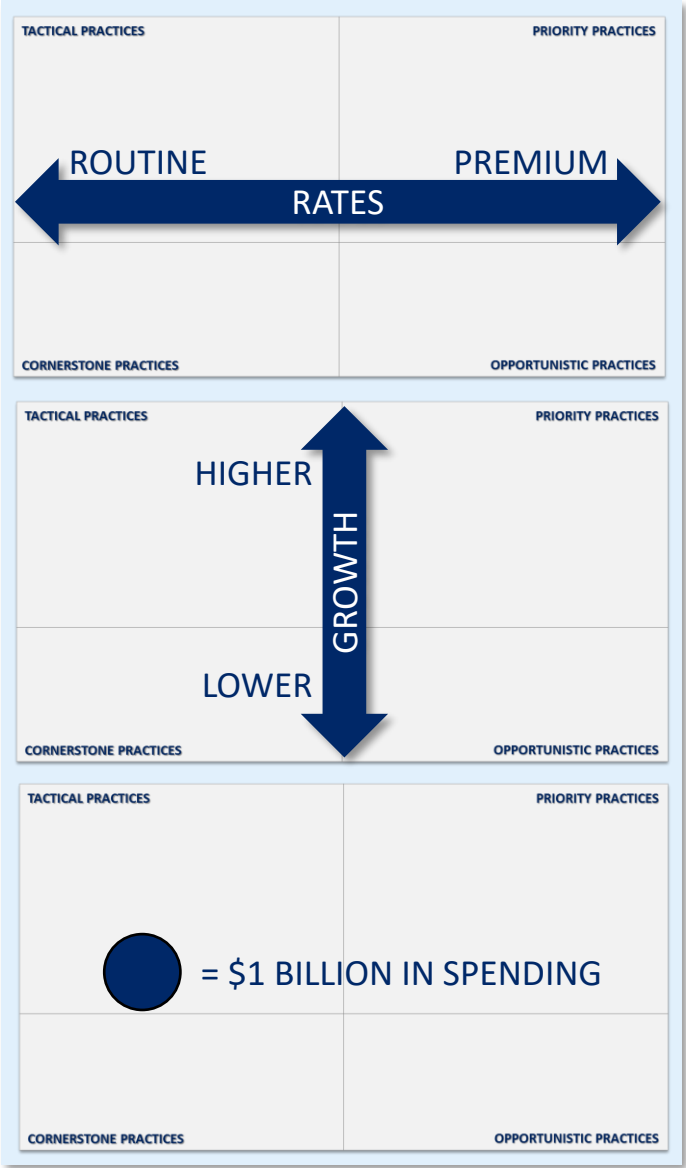 TACTICAL PRACTICES
PRIORITY PRACTICES
ROUTINE
PREMIUM
RATES
CORNERSTONE PRACTICES
OPPORTUNISTIC PRACTICES
TACTICAL PRACTICES
PRIORITY PRACTICES
HIGHER
GROWTH
LOWER
CORNERSTONE PRACTICES
OPPORTUNISTIC PRACTICES
TACTICAL PRACTICES
PRIORITY PRACTICES
= $1 BILLION IN SPENDING
CORNERSTONE PRACTICES
OPPORTUNISTIC PRACTICES